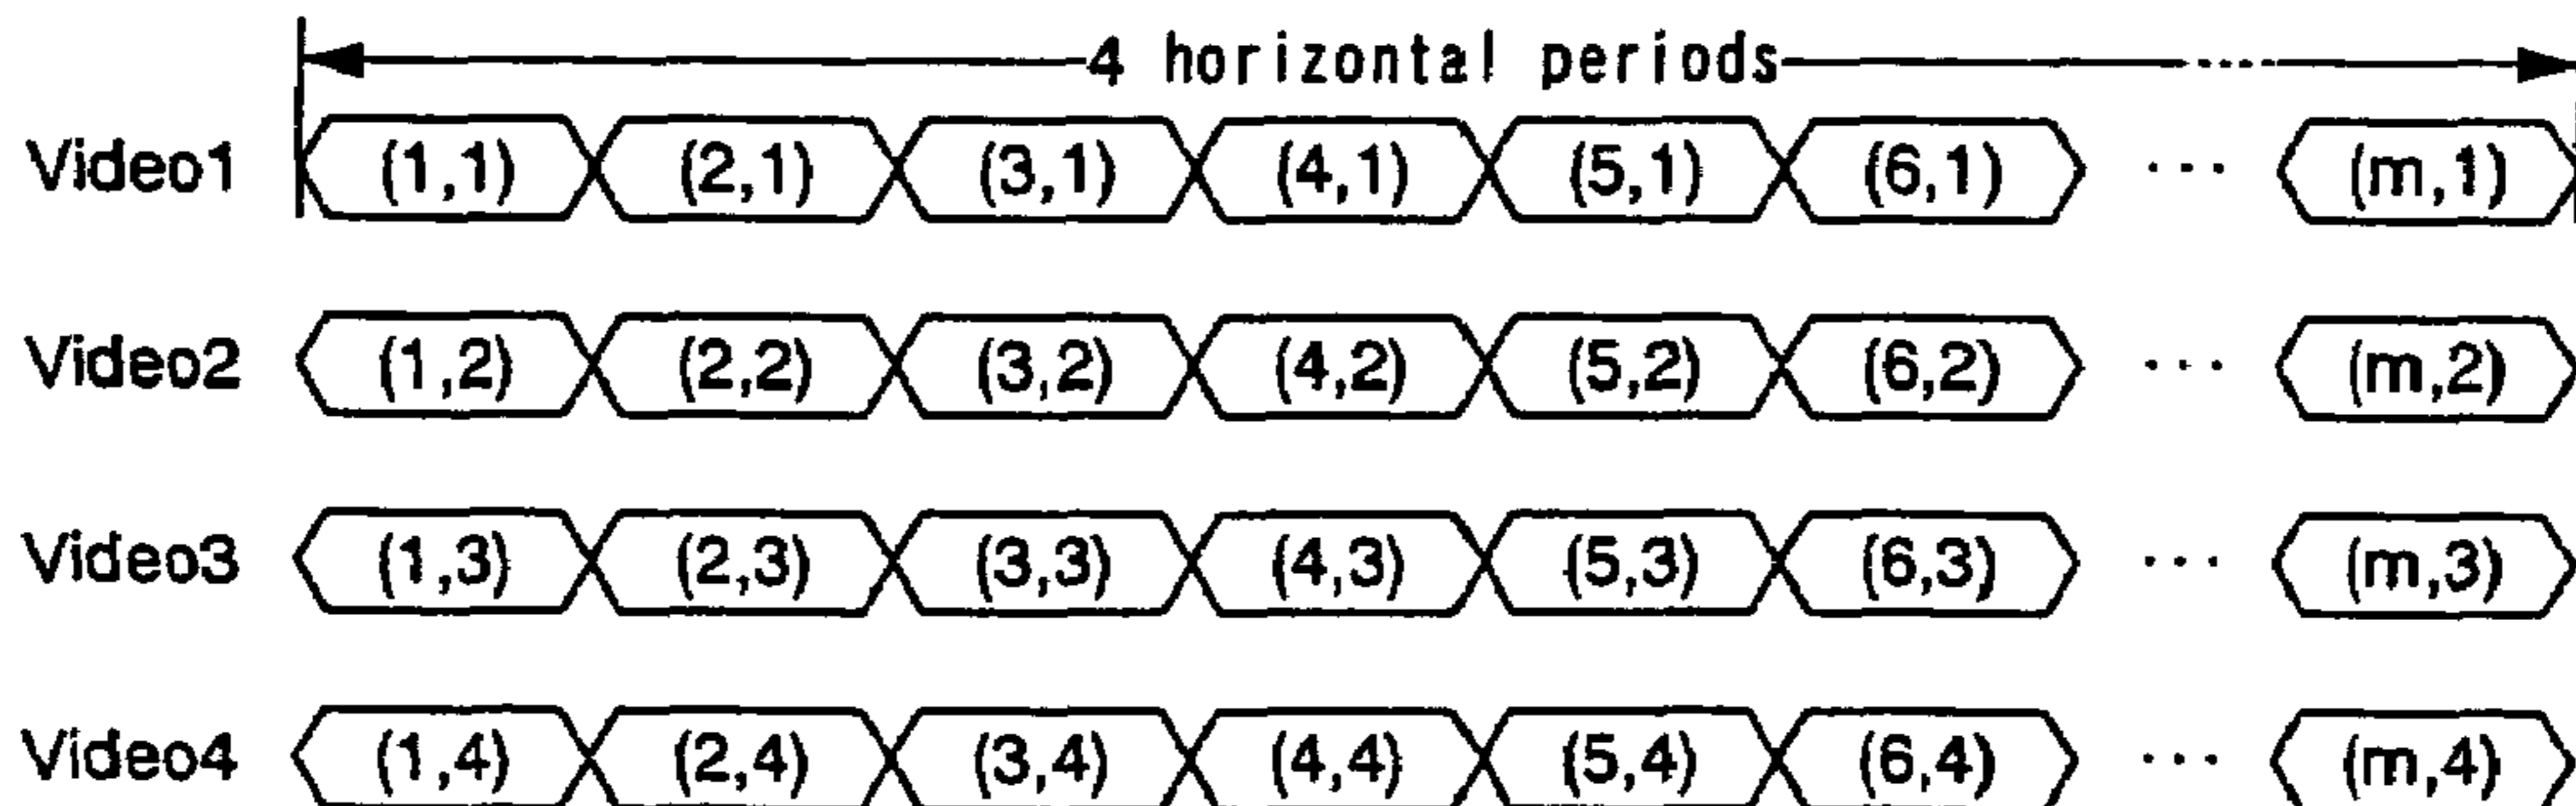 4 horizontal periods
Video1 (1,1) (2,1) (3,1) (4,1) (5,1) (6,1) ... (m,1)
Video2 (1,2) (2,2) (3,2) (4,2) (5,2) (6,2) ... (m,2)
Video3 (1,3) (2,3) (3,3) (4,3) (5,3) (6,3) ... (m,3)
Video4 (1,4) (2,4) (3,4) (4,4) (5,4) (6,4) ... (m,4)